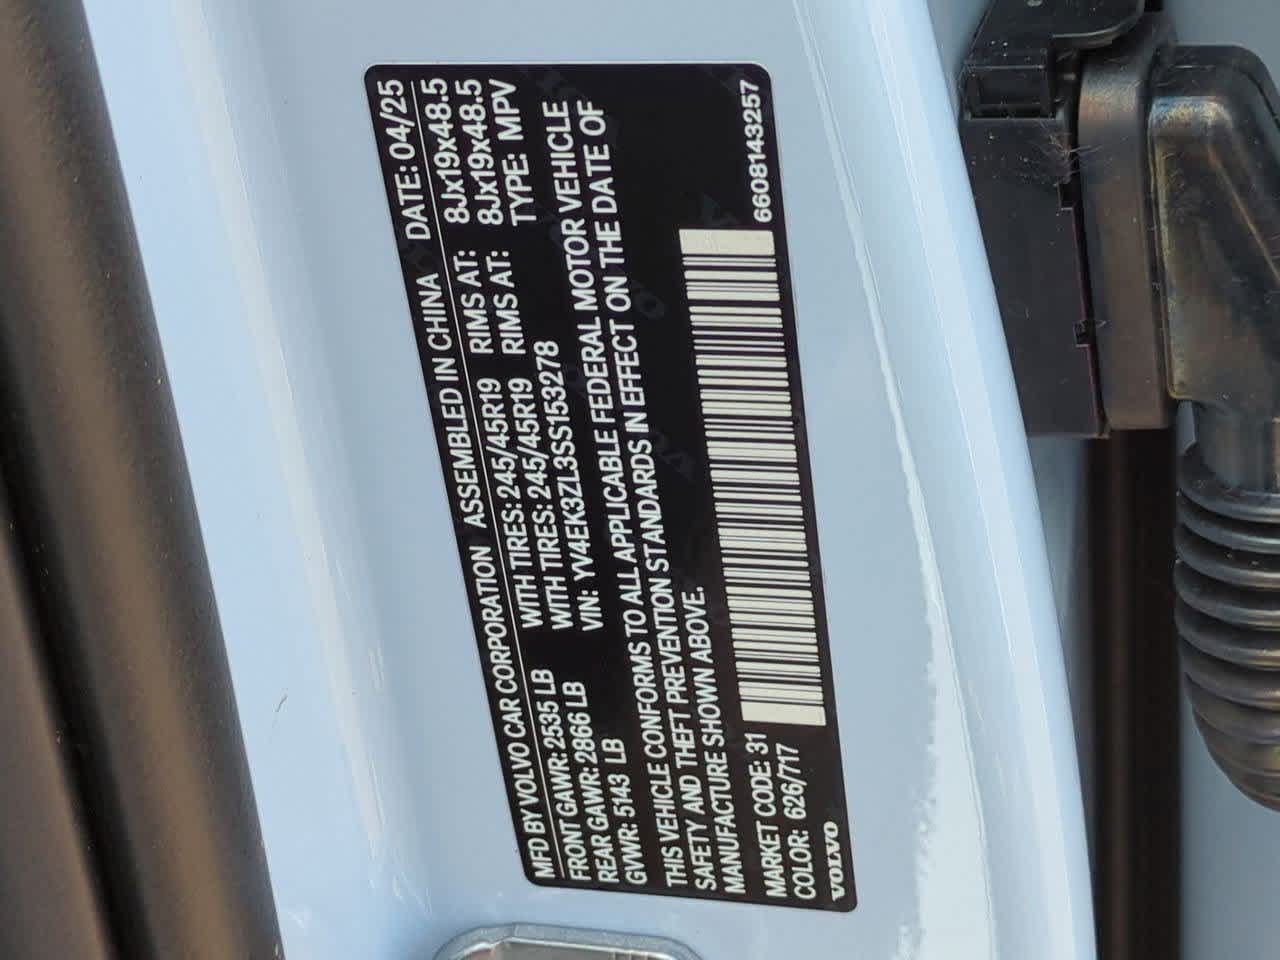 MFD BY VOLVO CAR CORPORATION ASSEMBLED IN CHINA DATE: 04/25
FRONT GAWR: 2535 LB WITH TIRES: 245/45R19 RIMS AT: 8Jx19x48.5
REAR GAWR: 2866 LB WITH TIRES: 245/45R19 RIMS AT: 8Jx19x48.5
GVWR: 5143 LB VIN: YV4EK3ZL3SS153278 TYPE: MPV
THIS VEHICLE CONFORMS TO ALL APPLICABLE FEDERAL MOTOR VEHICLE
SAFETY AND THEFT PREVENTION STANDARDS IN EFFECT ON THE DATE OF
MANUFACTURE SHOWN ABOVE.
MARKET CODE: 31
COLOR: 626/717
VOLVO
6608143257